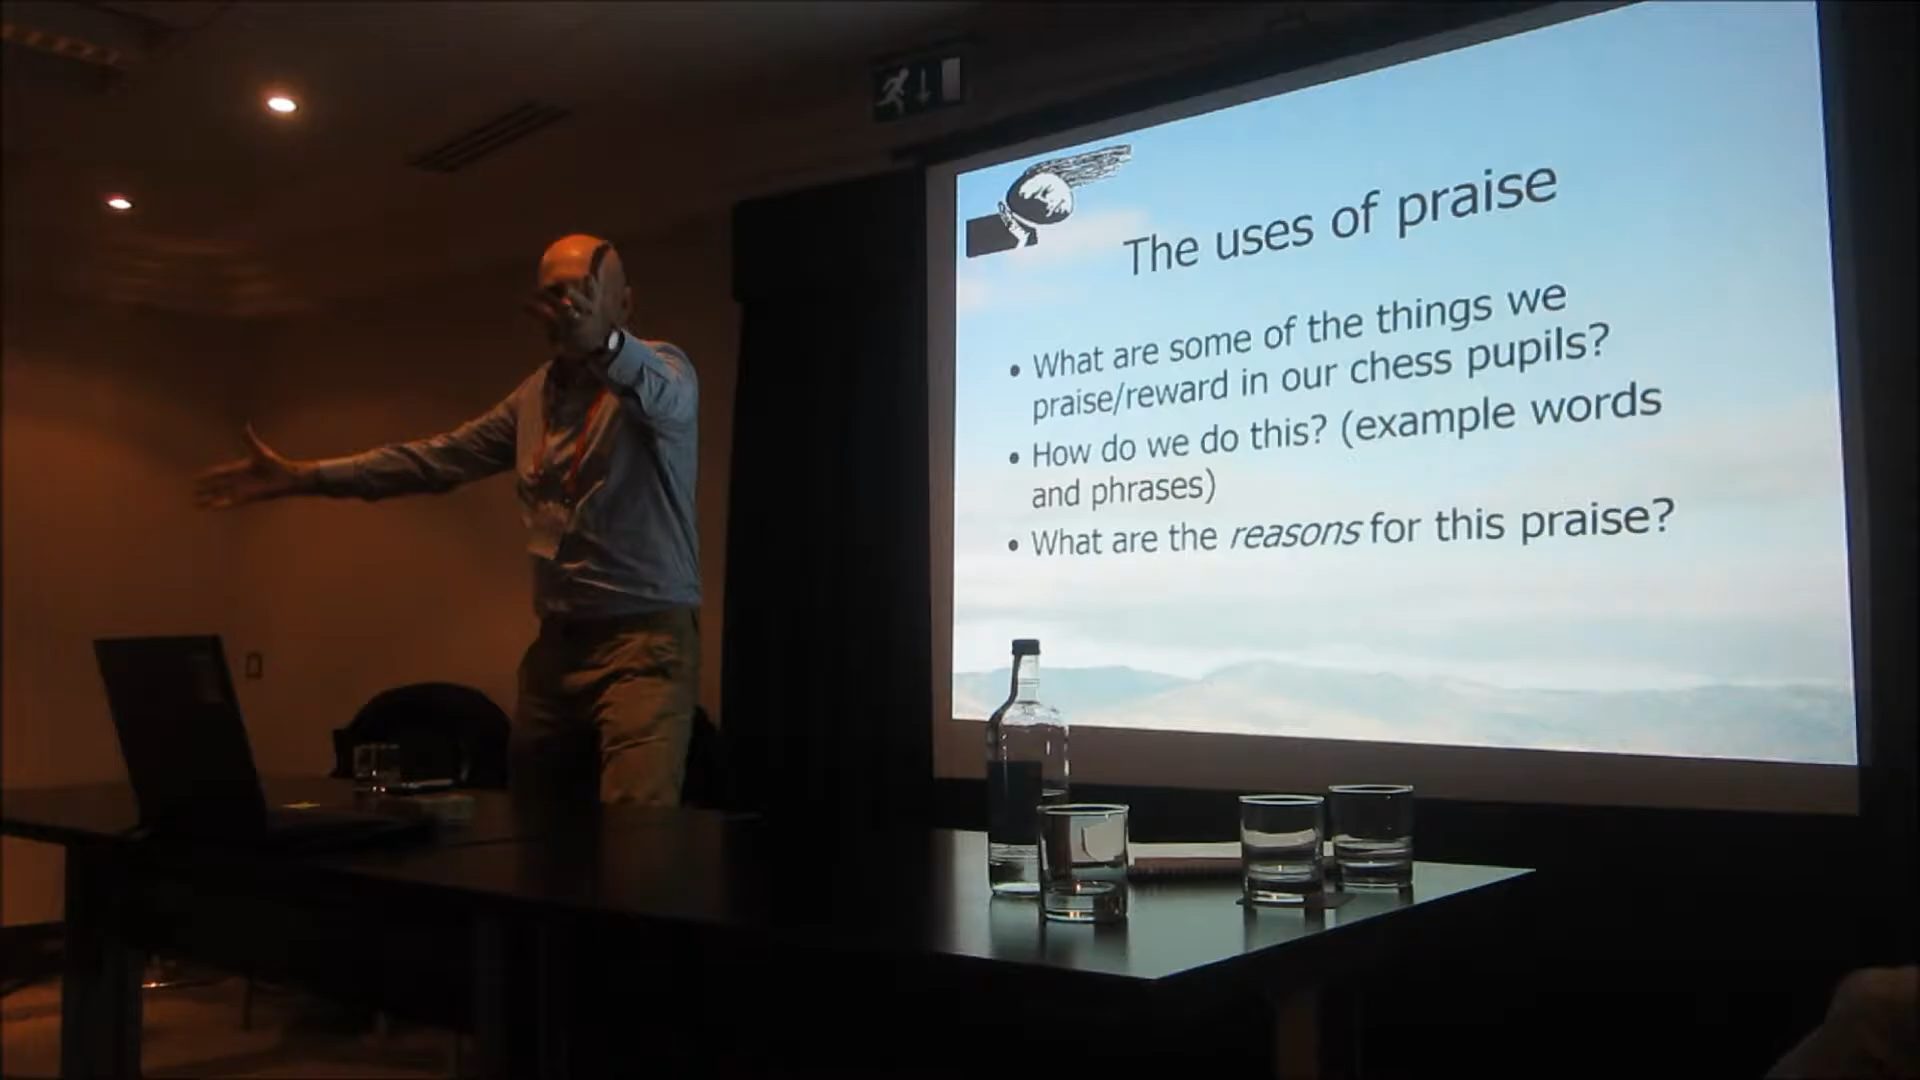 The uses of praise
• What are some of the things we
praise/reward in our chess pupils?
• How do we do this? (example words
and phrases)
• What are the reasons for this praise?